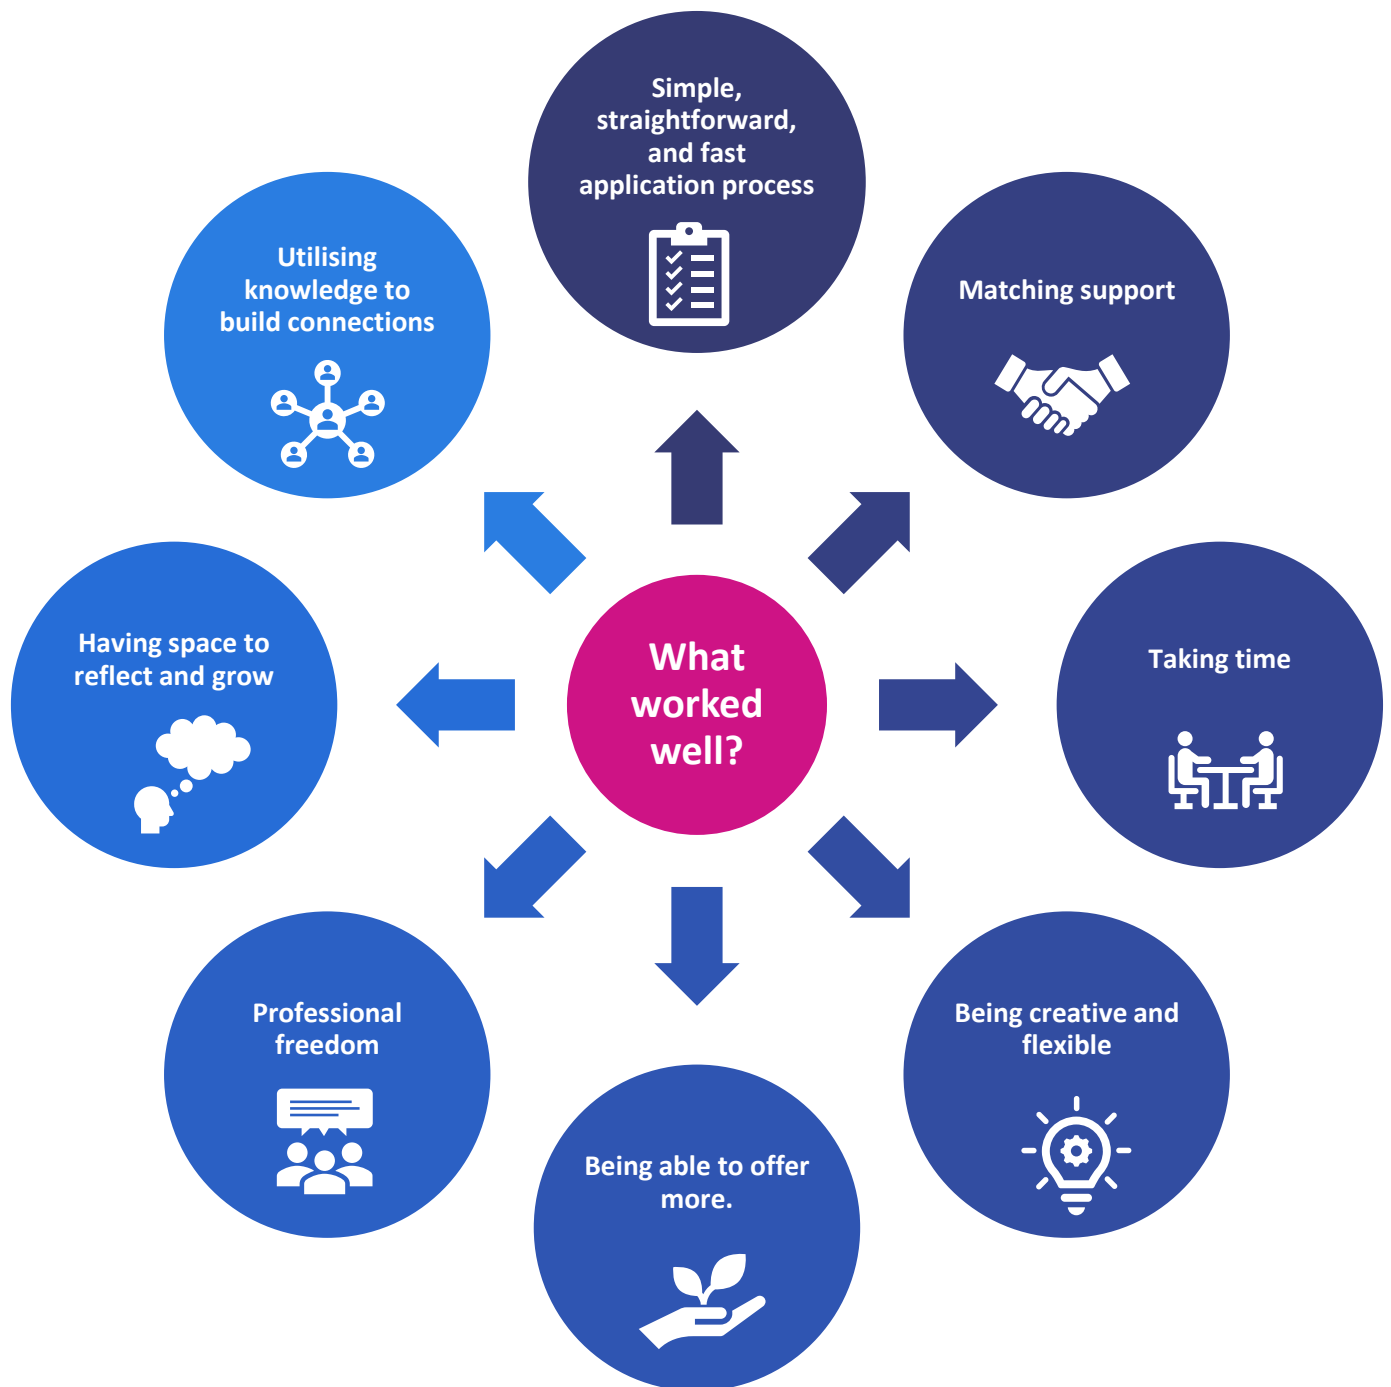 Simple,
straightforward,
and fast
application process
Matching support
Taking time
Being creative and
flexible
Being able to offer
more.
Professional
freedom
Having space to
reflect and grow
Utilising
knowledge to
build connections
What
worked
well?